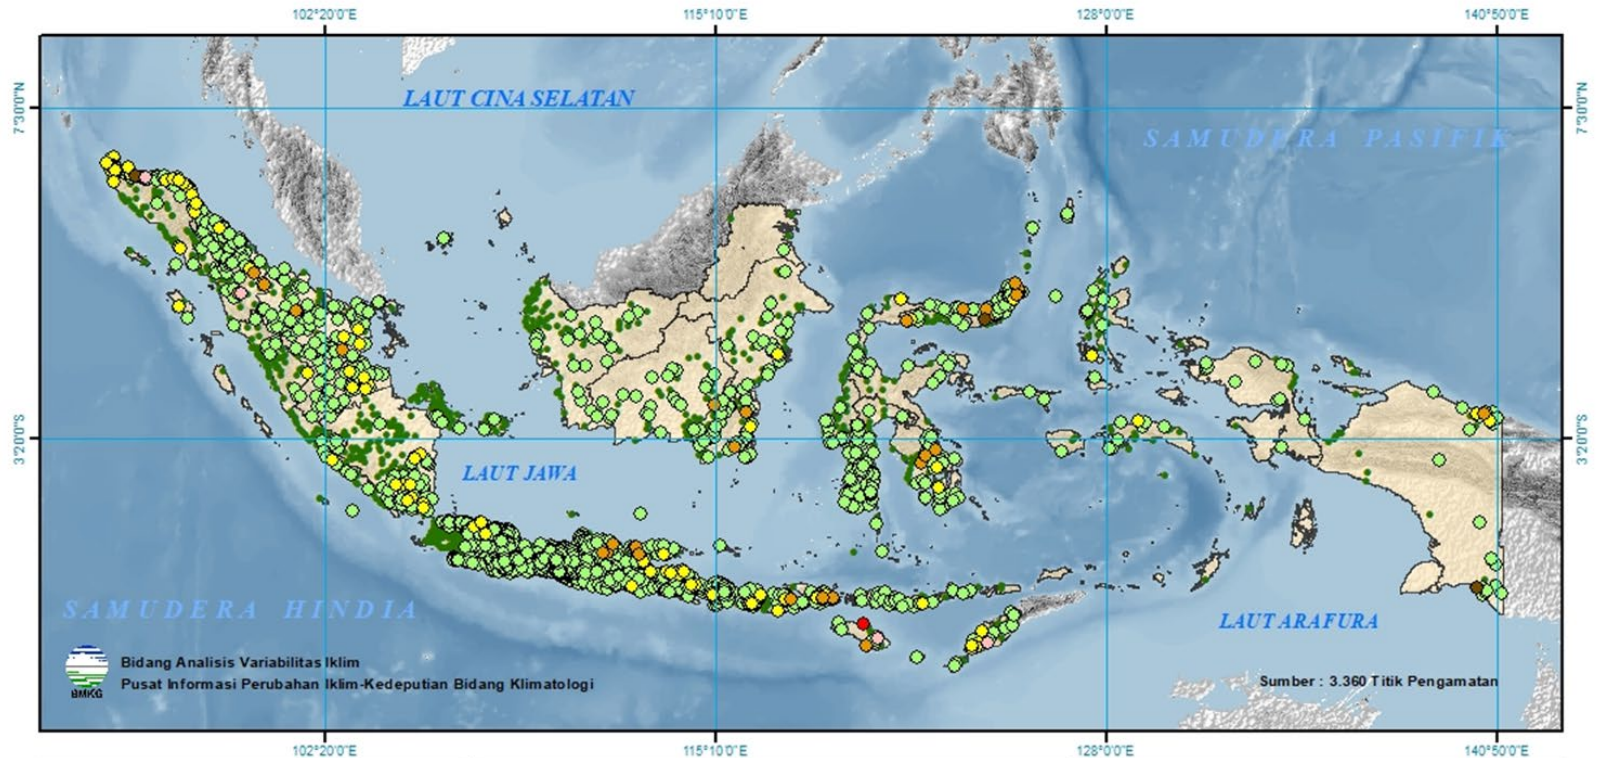 102°20'0"E 115°10'0"E 128°0'0"E 140°50'0"E
7°30'0"N 7°30'0"N
LAUT CINA SELATAN
SAMUDERA PASIFIK
3°20'0"S 3°20'0"S
LAUT JAWA
SAMUDERA HINDIA
LAUT ARAFURA
BMKG
Bidang Analisis Variabilitas Iklim
Pusat Informasi Perubahan Iklim-Kedeputian Bidang Klimatologi
Sumber : 3.360 Titik Pengamatan
102°20'0"E 115°10'0"E 128°0'0"E 140°50'0"E